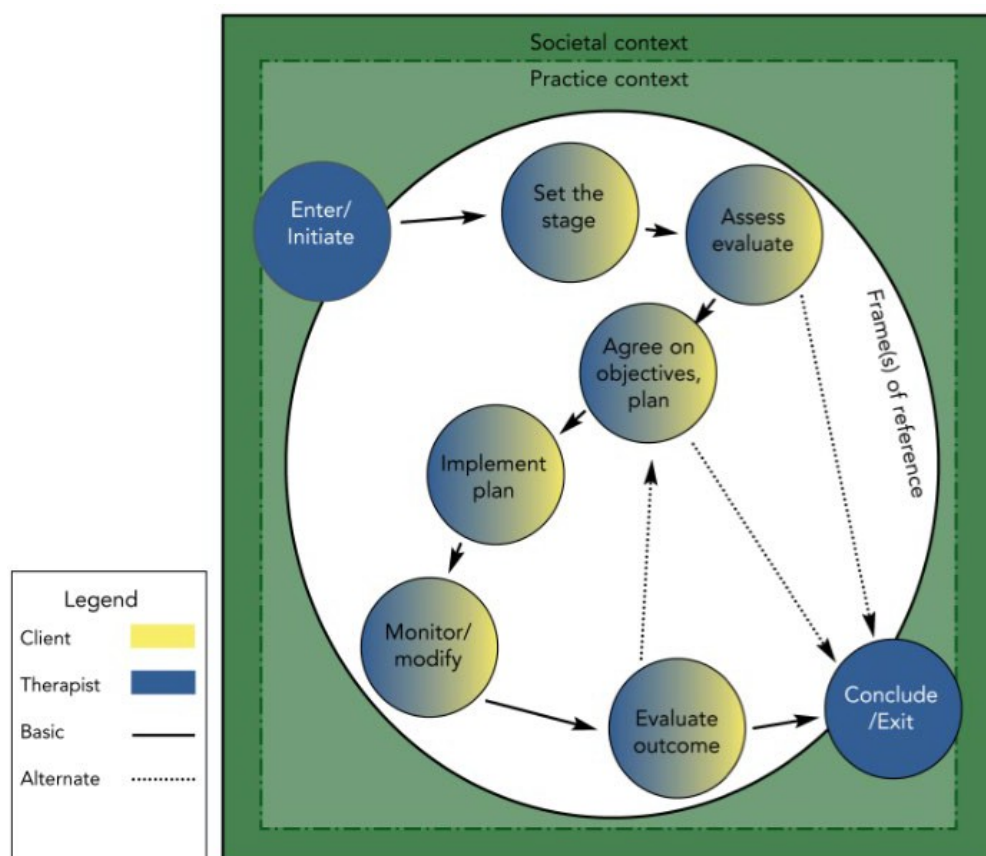 Societal context
Practice context
Enter/
Initiate
Set the
stage
Assess
evaluate
Agree on
objectives,
plan
Frame(s) of reference
Implement
plan
Monitor/
modify
Evaluate
outcome
Conclude
/Exit
Legend
Client
Therapist
Basic
Alternate